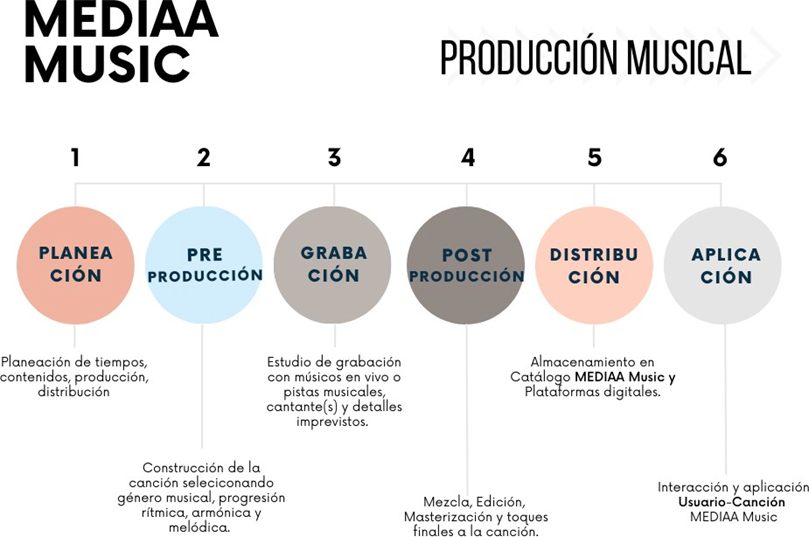 MEDIAA
MUSIC
PRODUCCIÓN MUSICAL
1
2
3
4
5
6
PLANEA
CIÓN
PRE
PRODUCCIÓN
GRABA
CIÓN
POST
PRODUCCIÓN
DISTRIBU
CIÓN
APLICA
CIÓN
Planeación de tiempos,
contenidos, producción,
distribución
Construcción de la
canción selecicionando
género musical, progresión
rítmica, armónica y
melódica.
Estudio de grabación
con músicos en vivo o
pistas musicales,
cantante(s) y detalles
imprevistos.
Mezcla, Edición,
Masterización y toques
finales a la canción.
Almacenamiento en
Catálogo MEDIAA Music y
Plataformas digitales.
Interacción y aplicación
Usuario-Canción
MEDIAA Music